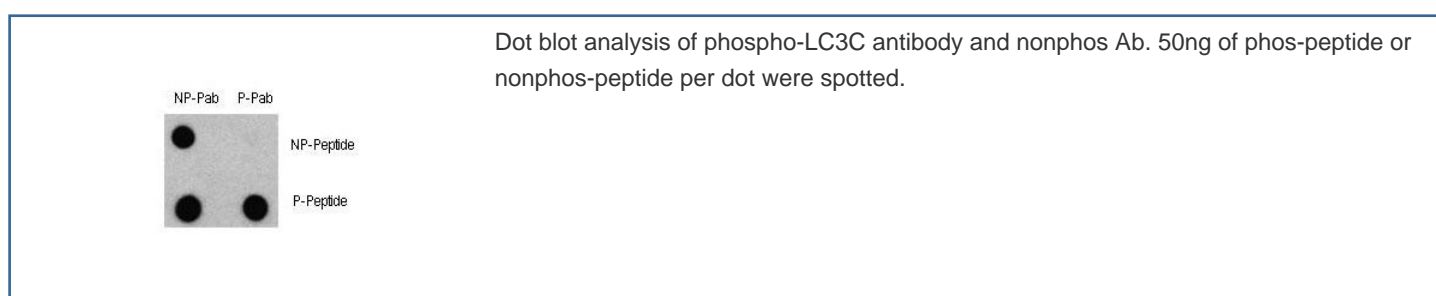 Dot blot analysis of phospho-LC3C antibody and nonphos Ab. 50ng of phos-peptide or
nonphos-peptide per dot were spotted.
NP-Pab P-Pab
NP-Peptide
P-Peptide